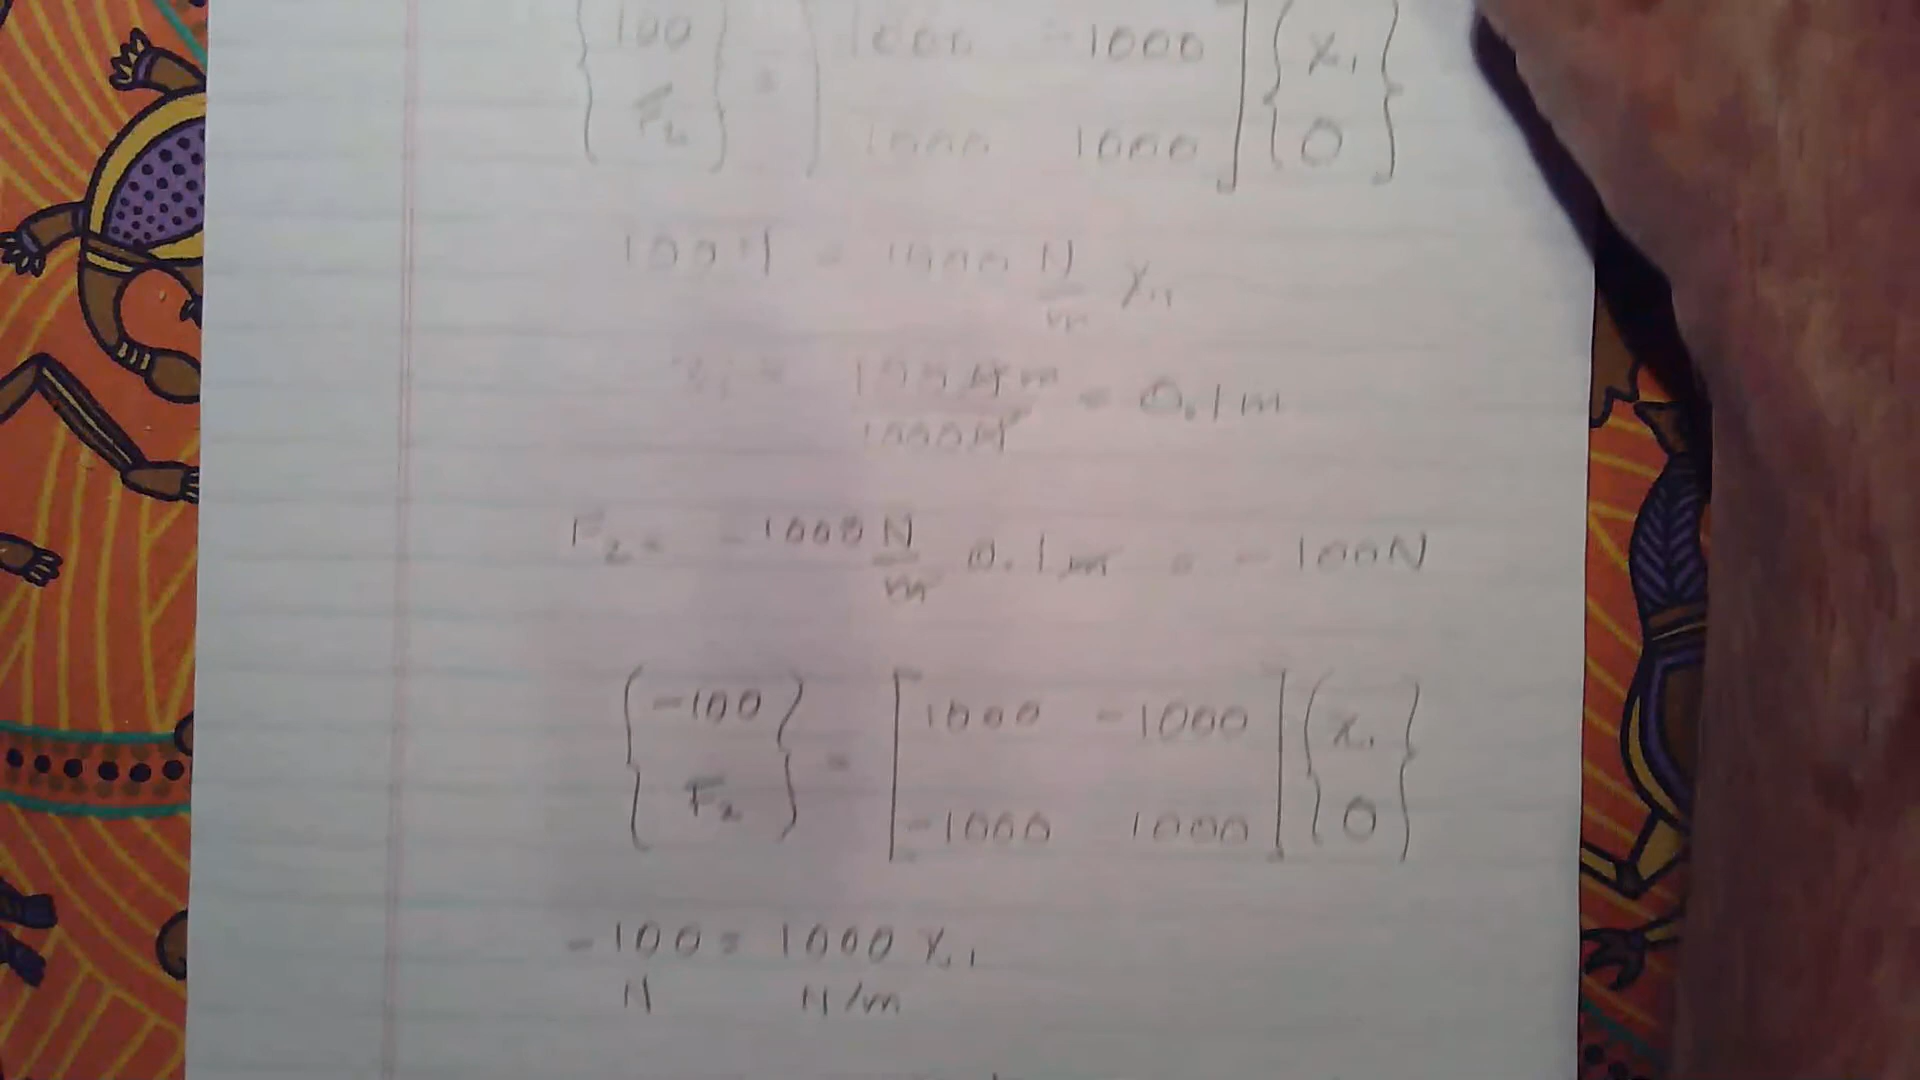 {100} = [1000 -1000] {x₁}
{F₂} [1000 1000] {0}
100 N = 1000 N/m x₁
x₁ = 100 N m / 1000 N = 0.1 m
F₂ = -1000 N/m 0.1 m = -100 N
{-100} = [1000 -1000] {x₁}
{F₂} [-1000 1000] {0}
-100 = 1000 x₁
N N/m